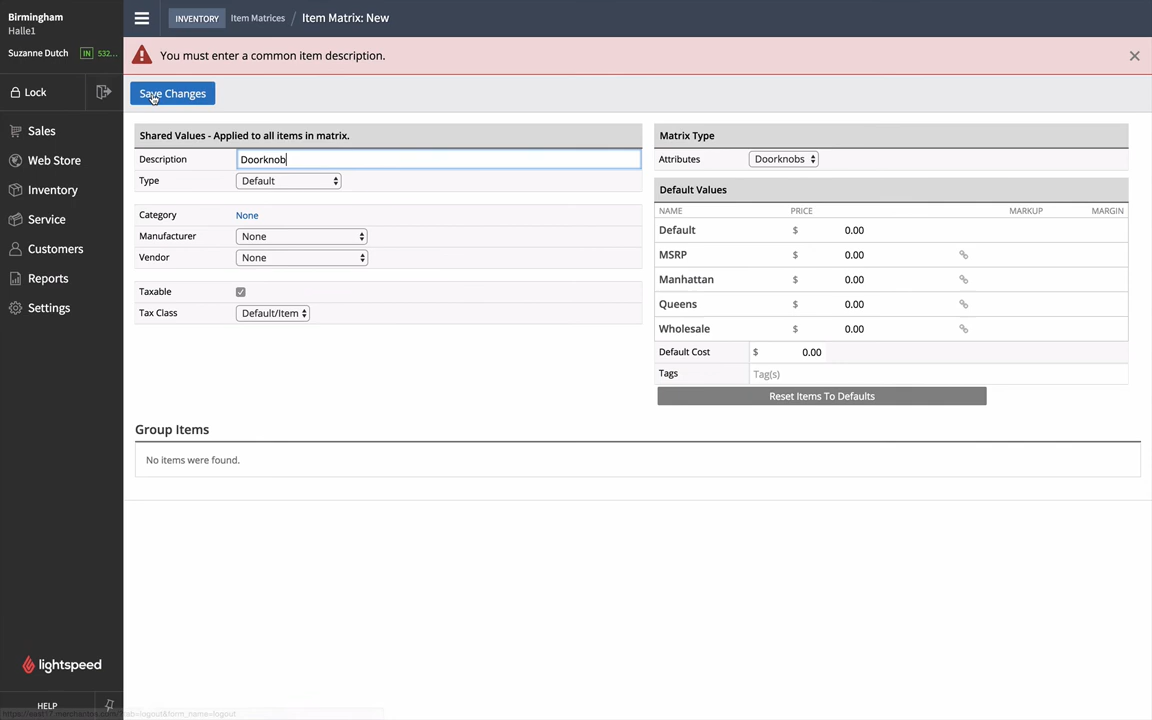 Birmingham
Halle1
Suzanne Dutch IN 532...
Lock
Sales
Web Store
Inventory
Service
Customers
Reports
Settings
lightspeed
HELP
INVENTORY Item Matrices / Item Matrix: New
You must enter a common item description.
Save Changes
Shared Values - Applied to all items in matrix.
Description Doorknob
Type Default
Category None
Manufacturer None
Vendor None
Taxable
Tax Class Default/Item
Matrix Type
Attributes Doorknobs
Default Values
NAME PRICE MARKUP MARGIN
Default $ 0.00
MSRP $ 0.00
Manhattan $ 0.00
Queens $ 0.00
Wholesale $ 0.00
Default Cost $ 0.00
Tags Tag(s)
Reset Items To Defaults
Group Items
No items were found.